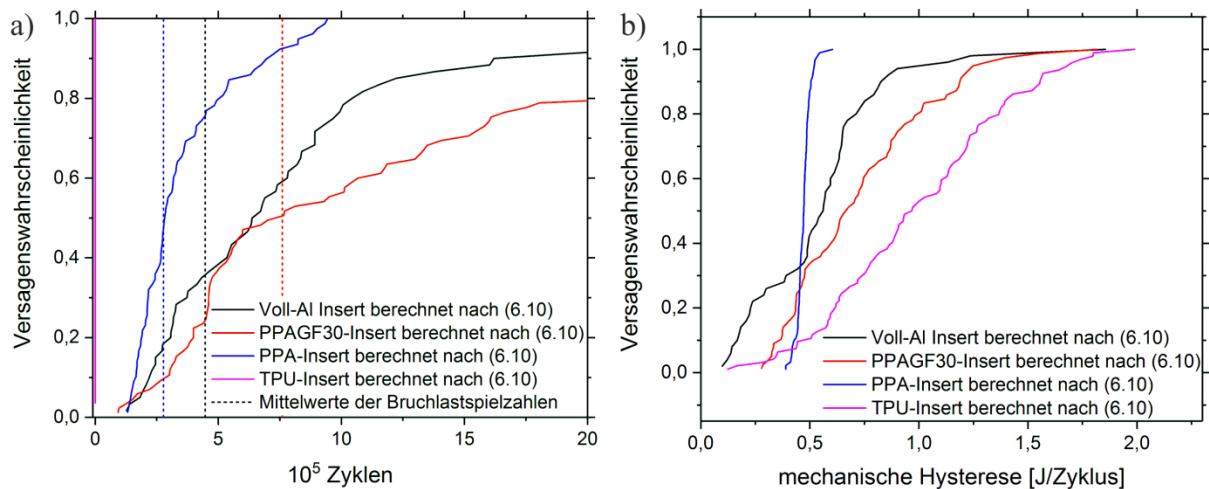 a)
Versagenswahrscheinlichkeit
1,0
0,8
0,6
0,4
0,2
0,0
Voll-Al Insert berechnet nach (6.10)
PPAGF30-Insert berechnet nach (6.10)
PPA-Insert berechnet nach (6.10)
TPU-Insert berechnet nach (6.10)
Mittelwerte der Bruchlastspielzahlen
0 5 10 15 20
10⁵ Zyklen
b)
Versagenswahrscheinlichkeit
1,0
0,8
0,6
0,4
0,2
0,0
Voll-Al Insert berechnet nach (6.10)
PPAGF30-Insert berechnet nach (6.10)
PPA-Insert berechnet nach (6.10)
TPU-Insert berechnet nach (6.10)
0,0 0,5 1,0 1,5 2,0
mechanische Hysterese [J/Zyklus]